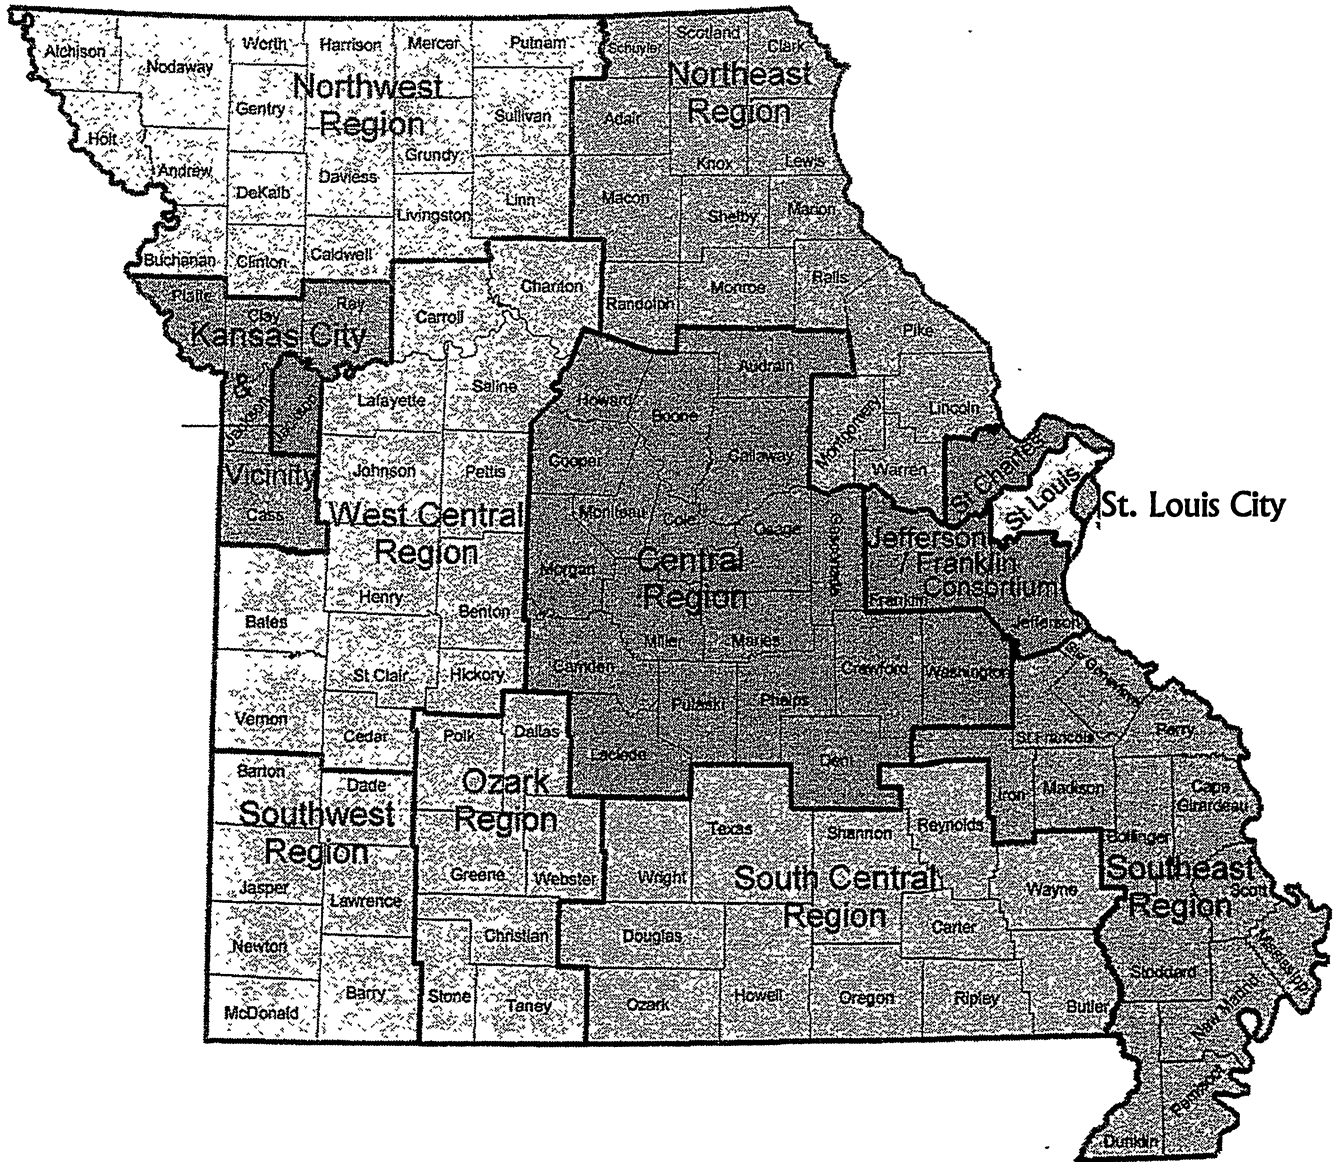 Atchison
Nodaway
Worth
Harrison
Mercer
Putnam
Schuyler
Scotland
Clark
Northwest
Region
Northeast
Region
Gentry
Sullivan
Adair
Holt
Andrew
DeKalb
Daviess
Grundy
Knox
Lewis
Livingston
Linn
Macon
Shelby
Marion
Buchanan
Clinton
Caldwell
Chariton
Carroll
Randolph
Monroe
Ralls
Pike
Platte
Clay
Ray
Kansas City
&
Jackson
Vicinity
Cass
Lafayette
Saline
Howard
Boone
Audrain
Montgomery
Lincoln
Warren
St Charles
St Louis
St. Louis City
Johnson
Pettis
Cooper
Callaway
Moniteau
Cole
Osage
Gasconade
West Central
Region
Morgan
Central
Region
Jefferson
/ Franklin
Consortium
Franklin
Jefferson
Bates
Henry
Benton
Miller
Maries
Camden
Crawford
Washington
St Clair
Hickory
Pulaski
Phelps
Vernon
Cedar
Polk
Dallas
Laclede
Dent
St Francois
Perry
Barton
Dade
Southwest
Region
Ozark
Region
Jasper
Lawrence
Greene
Webster
Wright
Texas
Shannon
Reynolds
Iron
Madison
Bollinger
Cape
Girardeau
South Central
Region
Wayne
Southeast
Region
Scott
Newton
Christian
Douglas
Carter
Stoddard
Mississippi
McDonald
Barry
Stone
Taney
Ozark
Howell
Oregon
Ripley
Butler
New Madrid
Pemiscot
Dunklin